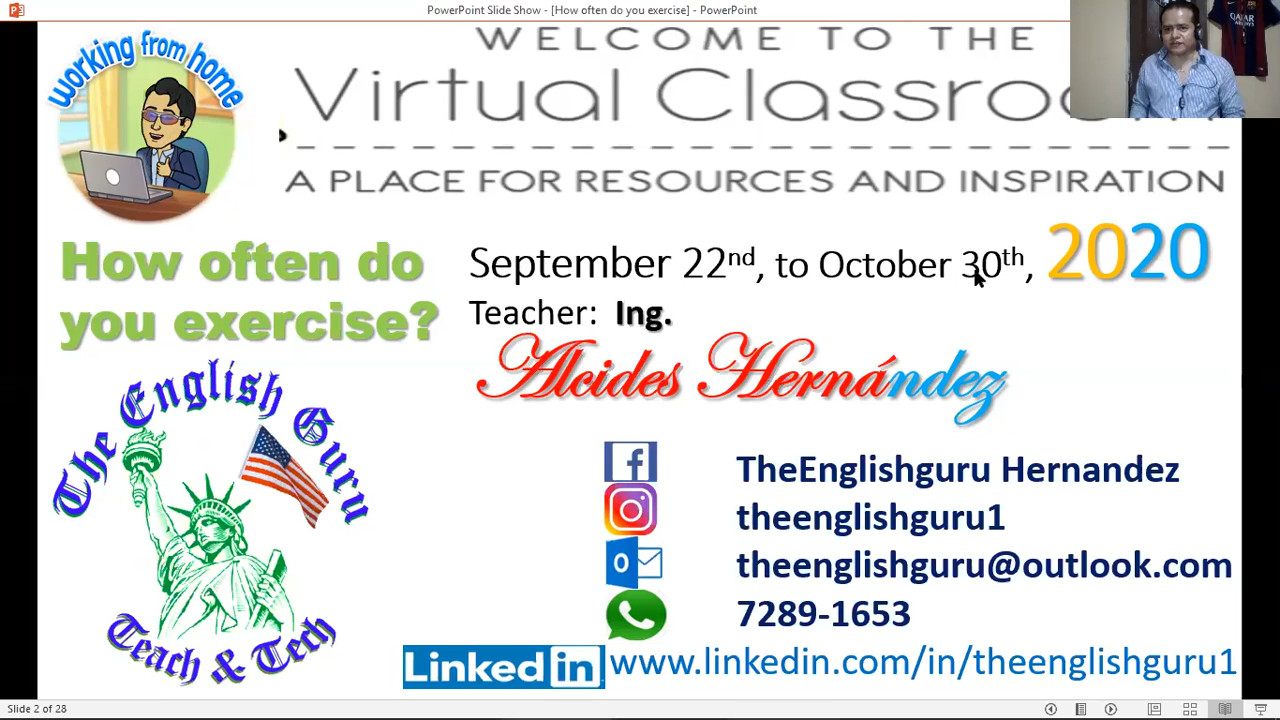 PowerPoint Slide Show - [How often do you exercise] - PowerPoint
working from home
WELCOME TO THE
Virtual Classroom
A PLACE FOR RESOURCES AND INSPIRATION
QATAR
How often do
you exercise?
September 22nd, to October 30th, 2020
Teacher: Ing.
Alcides Hernández
The English Guru
Teach & Tech
TheEnglishguru Hernandez
theenglishguru1
theenglishguru@outlook.com
7289-1653
Linked in www.linkedin.com/in/theenglishguru1
Slide 2 of 28